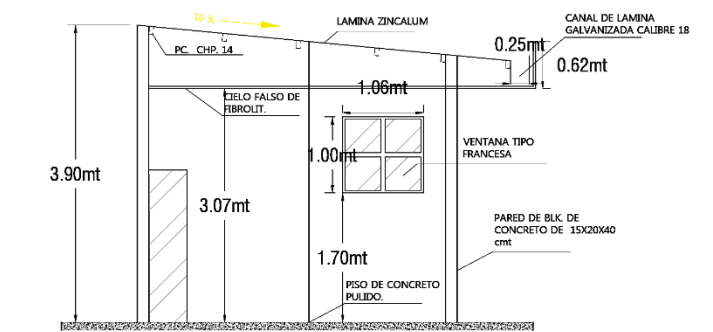 10 %
LAMINA ZINCALUM
CANAL DE LAMINA
GALVANIZADA CALIBRE 18
PC. CHP. 14
0.25mt
0.62mt
CIELO FALSO DE
FIBROLIT.
1.06mt
1.00mt
VENTANA TIPO
FRANCESA
3.90mt
3.07mt
PARED DE BLK. DE
CONCRETO DE 15X20X40
cmt
1.70mt
PISO DE CONCRETO
PULIDO.